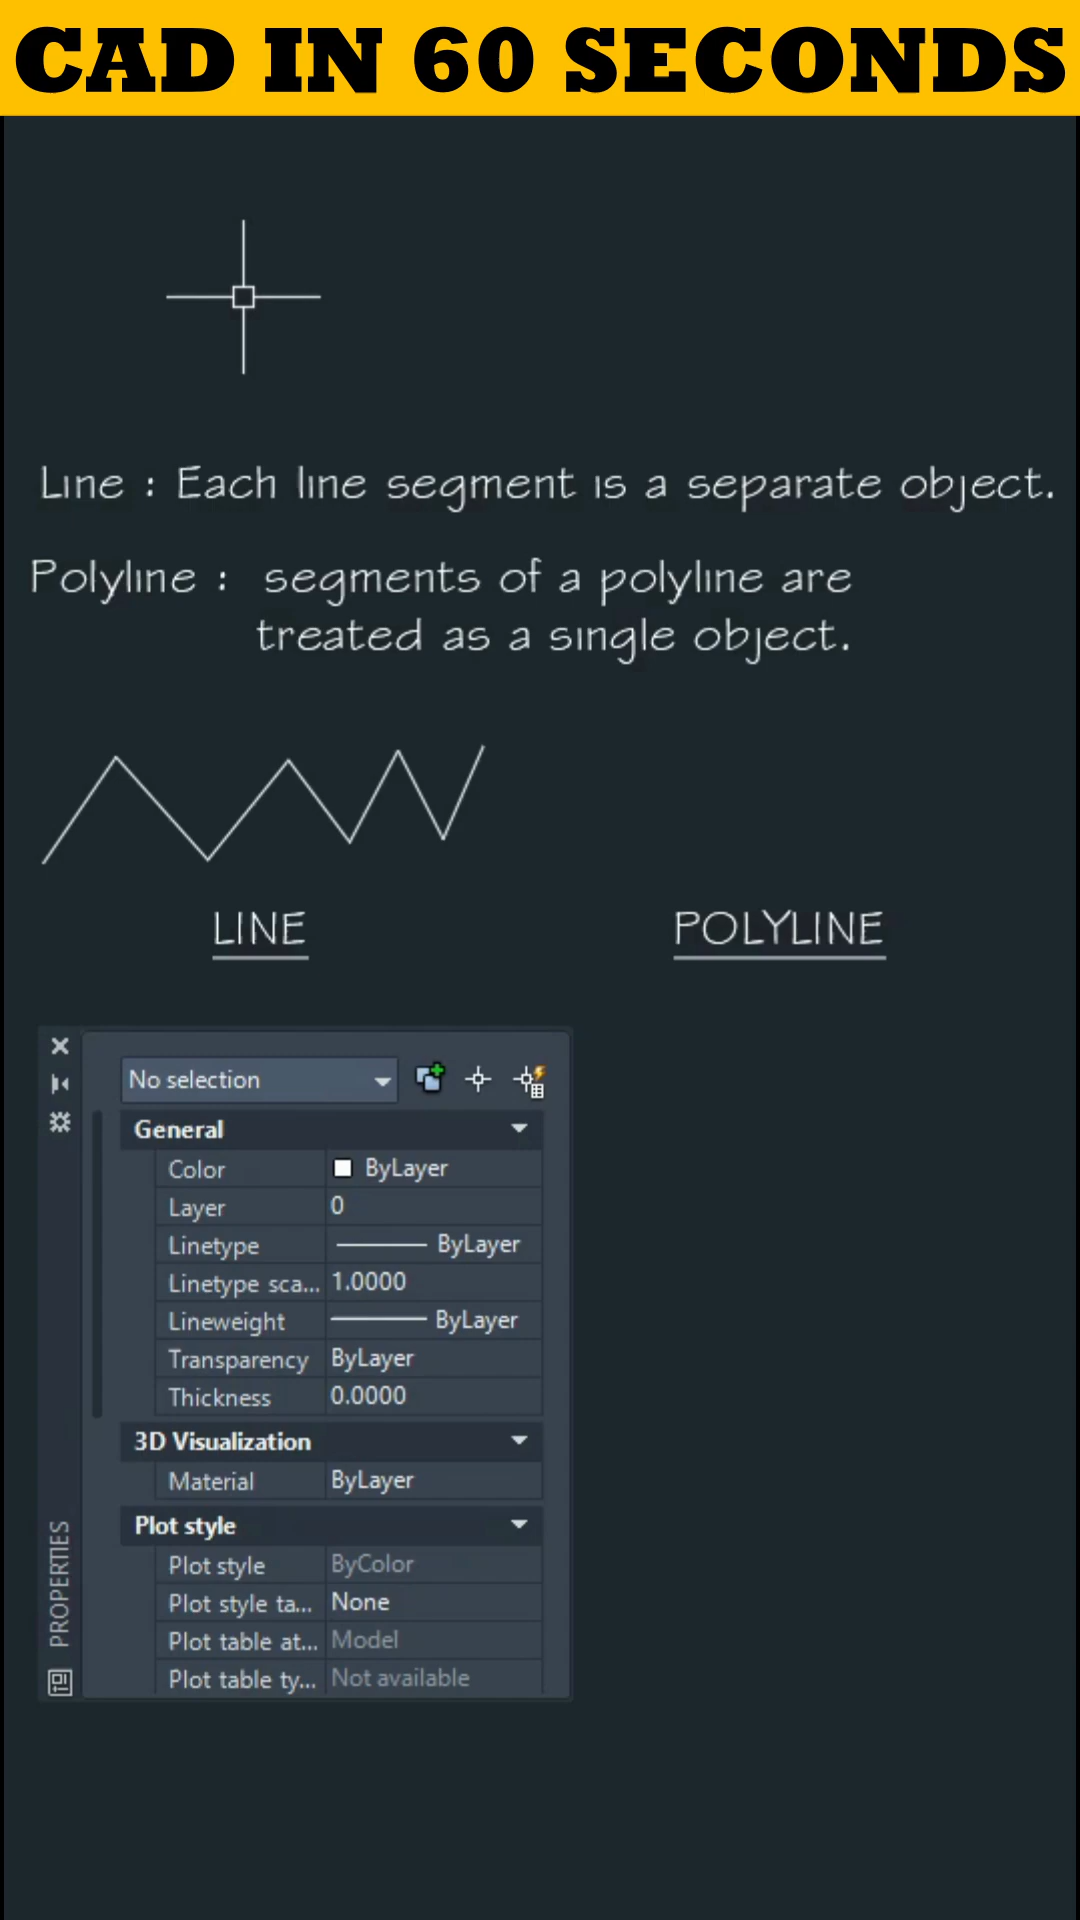 CAD IN 60 SECONDS
Line : Each line segment is a separate object.
Polyline : segments of a polyline are
treated as a single object.
LINE
POLYLINE
No selection
General
Color ByLayer
Layer 0
Linetype ByLayer
Linetype sca... 1.0000
Lineweight ByLayer
Transparency ByLayer
Thickness 0.0000
3D Visualization
Material ByLayer
Plot style
Plot style ByColor
Plot style ta... None
Plot table at... Model
Plot table ty... Not available
PROPERTIES